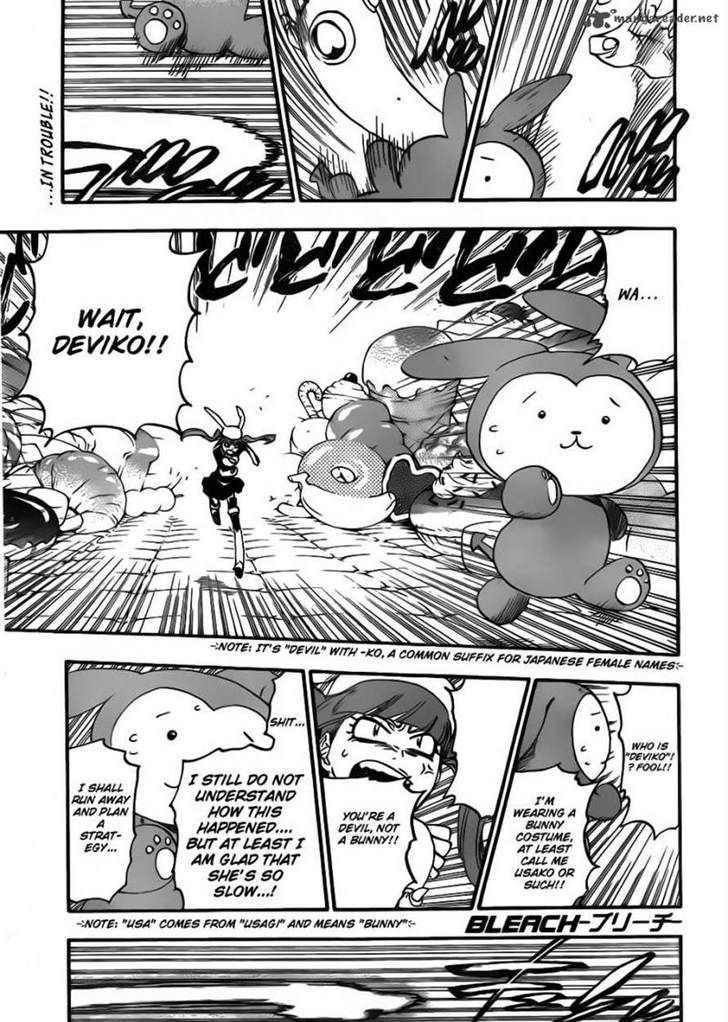 mangareader.net
...IN TROUBLE!!
WA...
WAIT,
DEVIKO!!
NOTE: IT'S "DEVIL" WITH -KO, A COMMON SUFFIX FOR JAPANESE FEMALE NAMES
WHO IS
"DEVIKO"!
? FOOL!!
I'M
WEARING A
BUNNY
COSTUME,
AT LEAST
CALL ME
USAKO OR
SUCH!!
YOU'RE A
DEVIL, NOT
A BUNNY!!
SHIT...
I STILL DO NOT
UNDERSTAND
HOW THIS
HAPPENED....
BUT AT LEAST I
AM GLAD THAT
SHE'S SO
SLOW...!
I SHALL
RUN AWAY
AND PLAN
A
STRAT-
EGY...
NOTE: "USA" COMES FROM "USAGI" AND MEANS "BUNNY"
BLEACH-ブリーチ-